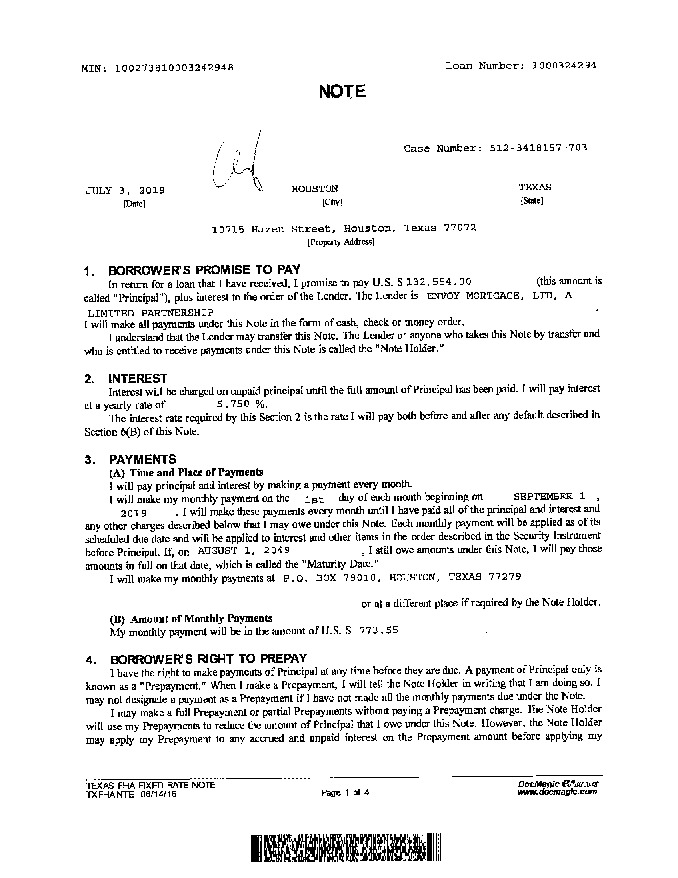 MIN: 100273810003242948
Loan Number: 1000324294
NOTE
Case Number: 512-3418157-703
JULY 3, 2019 HOUSTON TEXAS
[Date] [City] [State]
Street, Houston, Texas 77072
[Property Address]
1. BORROWER'S PROMISE TO PAY
In return for a loan that I have received, I promise to pay U.S. $ 132,554.00 (this amount is
called "Principal"), plus interest to the order of the Lender. The Lender is ENVOY MORTGAGE, LTD, A
LIMITED PARTNERSHIP .
I will make all payments under this Note in the form of cash, check or money order.
I understand that the Lender may transfer this Note. The Lender or anyone who takes this Note by transfer and
who is entitled to receive payments under this Note is called the "Note Holder."
2. INTEREST
Interest will be charged on unpaid principal until the full amount of Principal has been paid. I will pay interest
at a yearly rate of 5.750 %.
The interest rate required by this Section 2 is the rate I will pay both before and after any default described in
Section 6(B) of this Note.
3. PAYMENTS
(A) Time and Place of Payments
I will pay principal and interest by making a payment every month.
I will make my monthly payment on the 1st day of each month beginning on SEPTEMBER 1 ,
2019 . I will make these payments every month until I have paid all of the principal and interest and
any other charges described below that I may owe under this Note. Each monthly payment will be applied as of its
scheduled due date and will be applied to interest and other items in the order described in the Security Instrument
before Principal. If, on AUGUST 1, 2049 , I still owe amounts under this Note, I will pay those
amounts in full on that date, which is called the "Maturity Date."
I will make my monthly payments at P.O. BOX 79010, HOUSTON, TEXAS 77279
or at a different place if required by the Note Holder.
(B) Amount of Monthly Payments
My monthly payment will be in the amount of U.S. $ 773.55 .
4. BORROWER'S RIGHT TO PREPAY
I have the right to make payments of Principal at any time before they are due. A payment of Principal only is
known as a "Prepayment." When I make a Prepayment, I will tell the Note Holder in writing that I am doing so. I
may not designate a payment as a Prepayment if I have not made all the monthly payments due under the Note.
I may make a full Prepayment or partial Prepayments without paying a Prepayment charge. The Note Holder
will use my Prepayments to reduce the amount of Principal that I owe under this Note. However, the Note Holder
may apply my Prepayment to any accrued and unpaid interest on the Prepayment amount before applying my
TEXAS FHA FIXED RATE NOTE
TXFHANTE 06/14/16
Page 1 of 4
DocMagic
www.docmagic.com